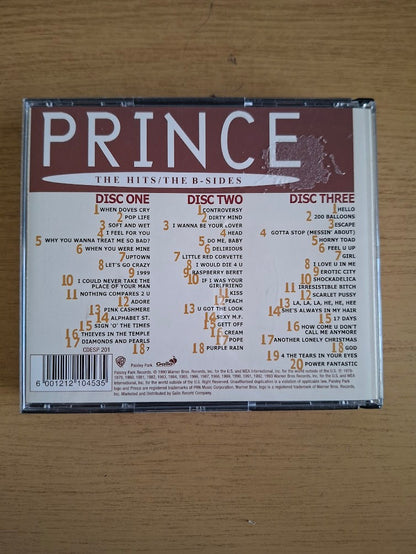 PRINCE
THE HITS/THE B-SIDES
DISC ONE
1 WHEN DOVES CRY
2 POP LIFE
3 SOFT AND WET
4 I FEEL FOR YOU
5 WHY YOU WANNA TREAT ME SO BAD?
6 WHEN YOU WERE MINE
7 UPTOWN
8 LET'S GO CRAZY
9 1999
10 I COULD NEVER TAKE THE
PLACE OF YOUR MAN
11 NOTHING COMPARES 2 U
12 ADORE
13 PINK CASHMERE
14 ALPHABET ST.
15 SIGN 'O' THE TIMES
16 THIEVES IN THE TEMPLE
17 DIAMONDS AND PEARLS
18 7
DISC TWO
1 CONTROVERSY
2 DIRTY MIND
3 I WANNA BE YOUR LOVER
4 HEAD
5 DO ME, BABY
6 DELIRIOUS
7 LITTLE RED CORVETTE
8 I WOULD DIE 4 U
9 RASPBERRY BERET
10 IF I WAS YOUR
GIRLFRIEND
11 KISS
12 PEACH
13 U GOT THE LOOK
14 SEXY M.F.
15 GETT OFF
16 CREAM
17 POPE
18 PURPLE RAIN
DISC THREE
1 HELLO
2 200 BALLOONS
3 ESCAPE
4 GOTTA STOP (MESSIN' ABOUT)
5 HORNY TOAD
6 FEEL U UP
7 GIRL
8 I LOVE U IN ME
9 EROTIC CITY
10 SHOCKADELICA
11 IRRESISTIBLE BITCH
12 SCARLET PUSSY
13 LA, LA, LA, HE, HE, HEE
14 SHE'S ALWAYS IN MY HAIR
15 17 DAYS
16 HOW COME U DON'T
CALL ME ANYMORE
17 ANOTHER LONELY CHRISTMAS
18 GOD
19 4 THE TEARS IN YOUR EYES
20 POWER FANTASTIC
CDESP 201
6 001212 104535
Paisley Park